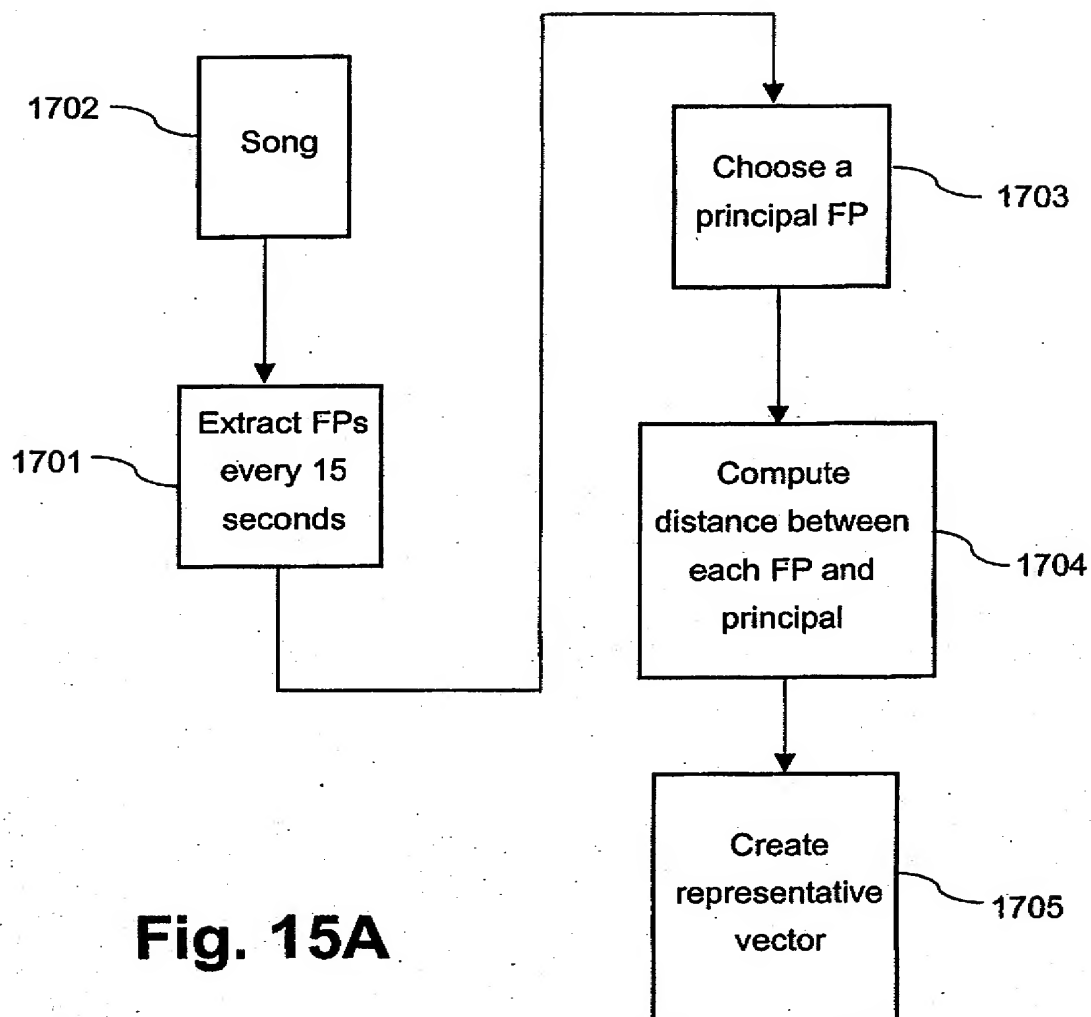 1702
Song
1701
Extract FPs
every 15
seconds
Choose a
principal FP
1703
Compute
distance between
each FP and
principal
1704
Create
representative
vector
1705
Fig. 15A